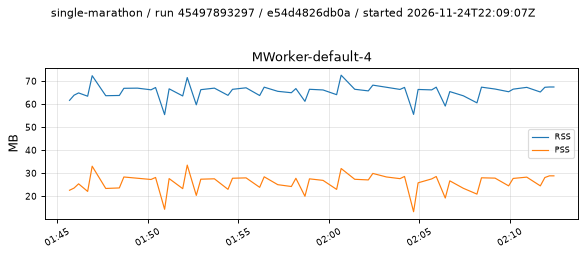 single-marathon / run 45497893297 / e54d4826db0a / started 2026-11-24T22:09:07Z
MWorker-default-4
MB
70
60
50
40
30
20
RSS
PSS
01:45
01:50
01:55
02:00
02:05
02:10